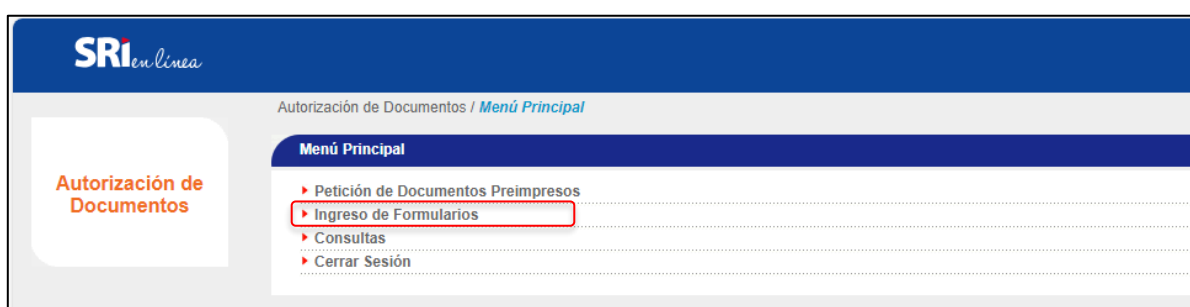 SRi en línea
Autorización de Documentos / Menú Principal
Menú Principal
Autorización de
Documentos
Petición de Documentos Preimpresos
Ingreso de Formularios
Consultas
Cerrar Sesión